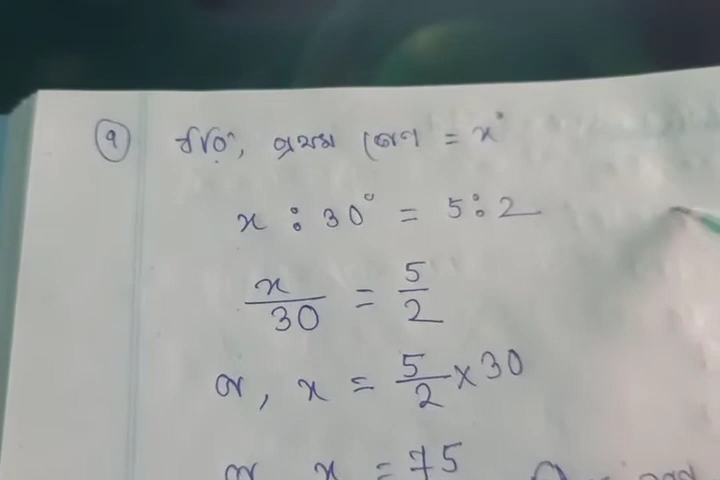 ৭ ধরি, প্রথম কোণ = x°
x : 30° = 5 : 2
x/30 = 5/2
বা, x = 5/2 × 30
বা x = 75